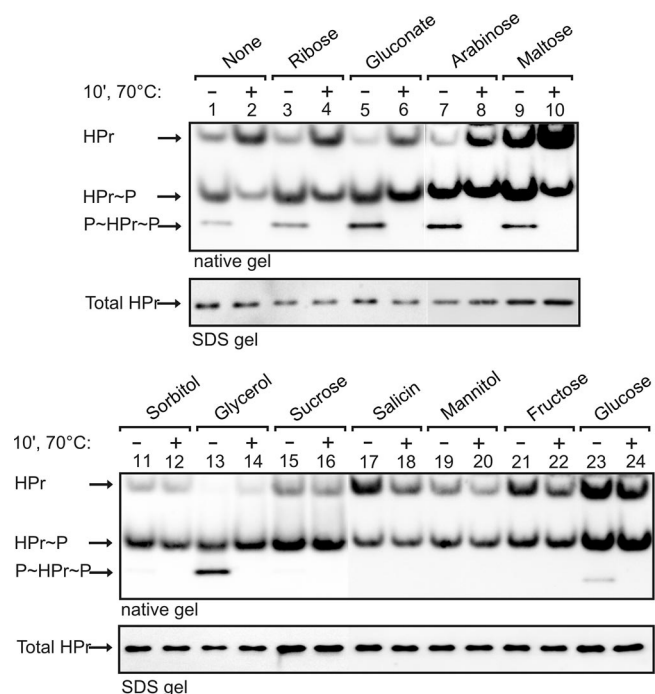 None Ribose Gluconate Arabinose Maltose
10', 70°C: – + – + – + – + – +
1 2 3 4 5 6 7 8 9 10
HPr
HPr~P
P~HPr~P
native gel
Total HPr
SDS gel
Sorbitol Glycerol Sucrose Salicin Mannitol Fructose Glucose
10', 70°C: – + – + – + – + – + – + – +
11 12 13 14 15 16 17 18 19 20 21 22 23 24
HPr
HPr~P
P~HPr~P
native gel
Total HPr
SDS gel